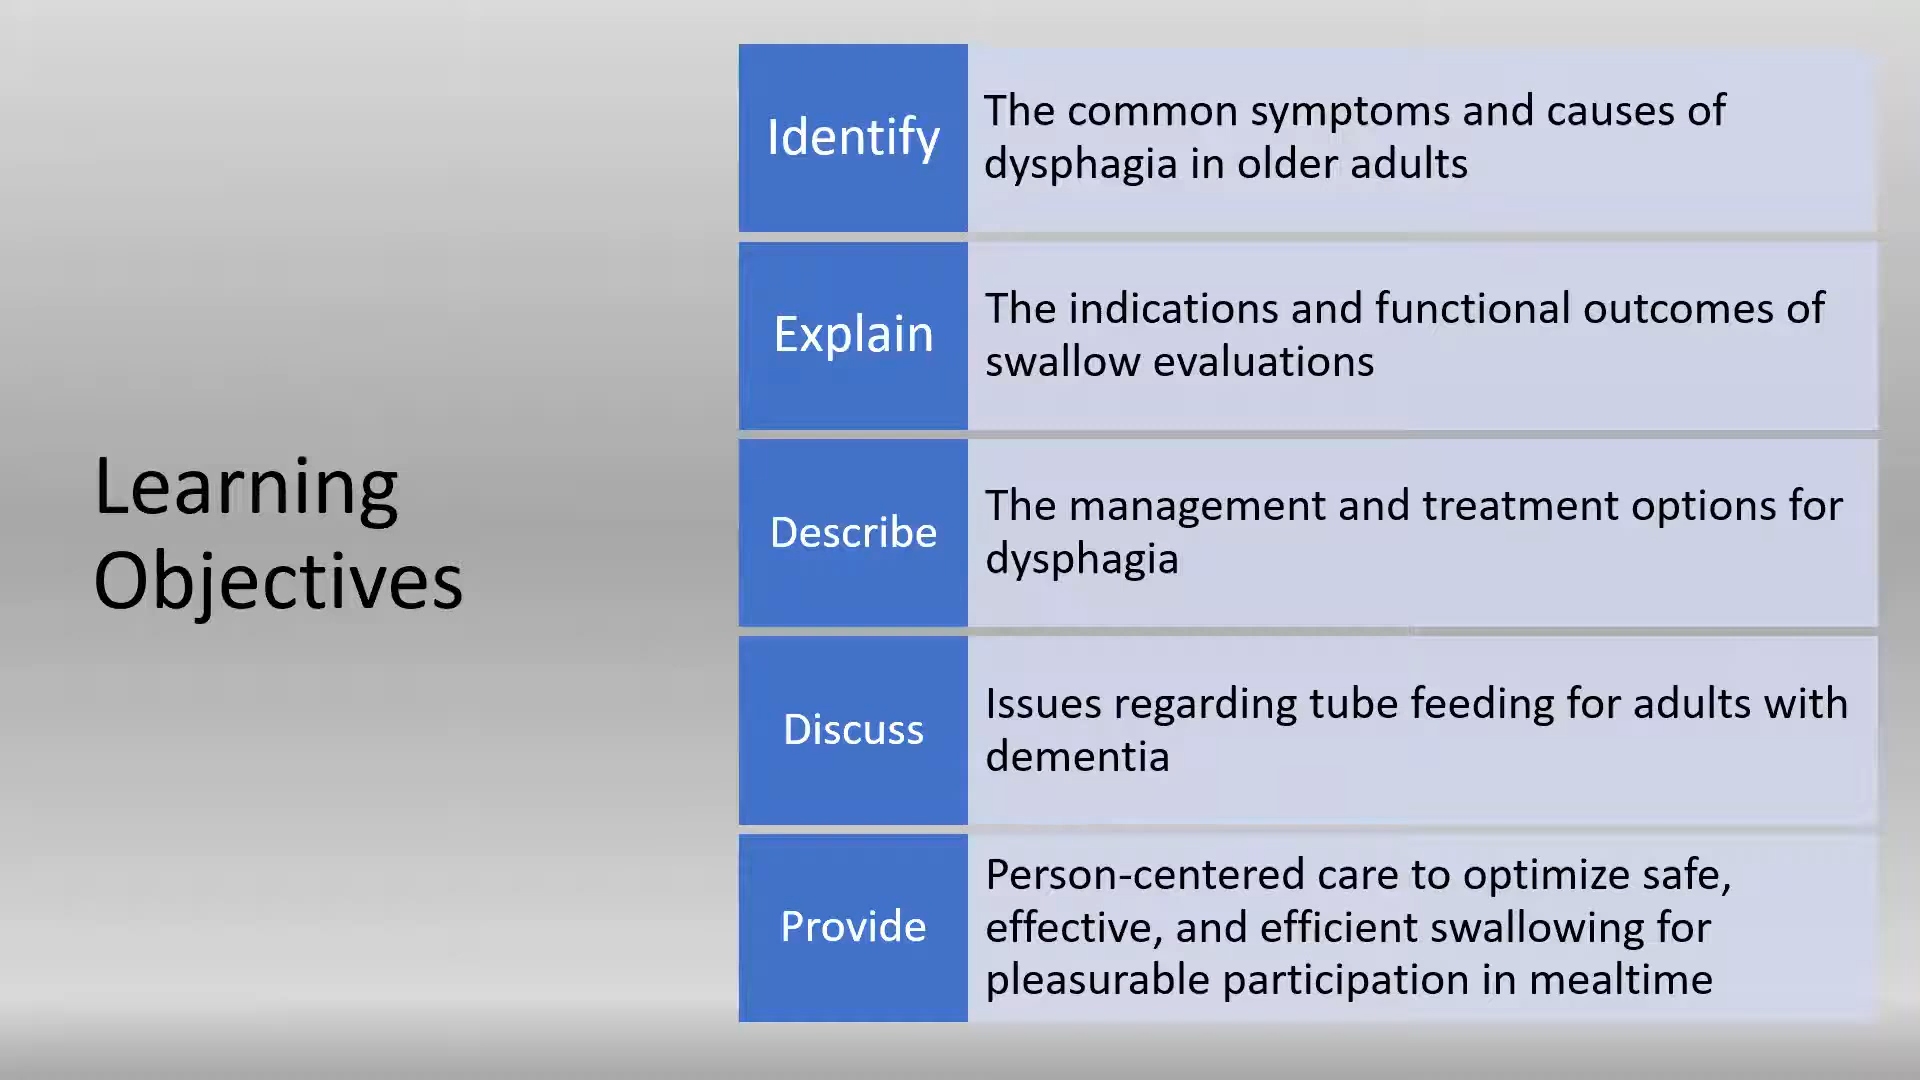 Learning
Objectives
Identify
The common symptoms and causes of
dysphagia in older adults
Explain
The indications and functional outcomes of
swallow evaluations
Describe
The management and treatment options for
dysphagia
Discuss
Issues regarding tube feeding for adults with
dementia
Provide
Person-centered care to optimize safe,
effective, and efficient swallowing for
pleasurable participation in mealtime